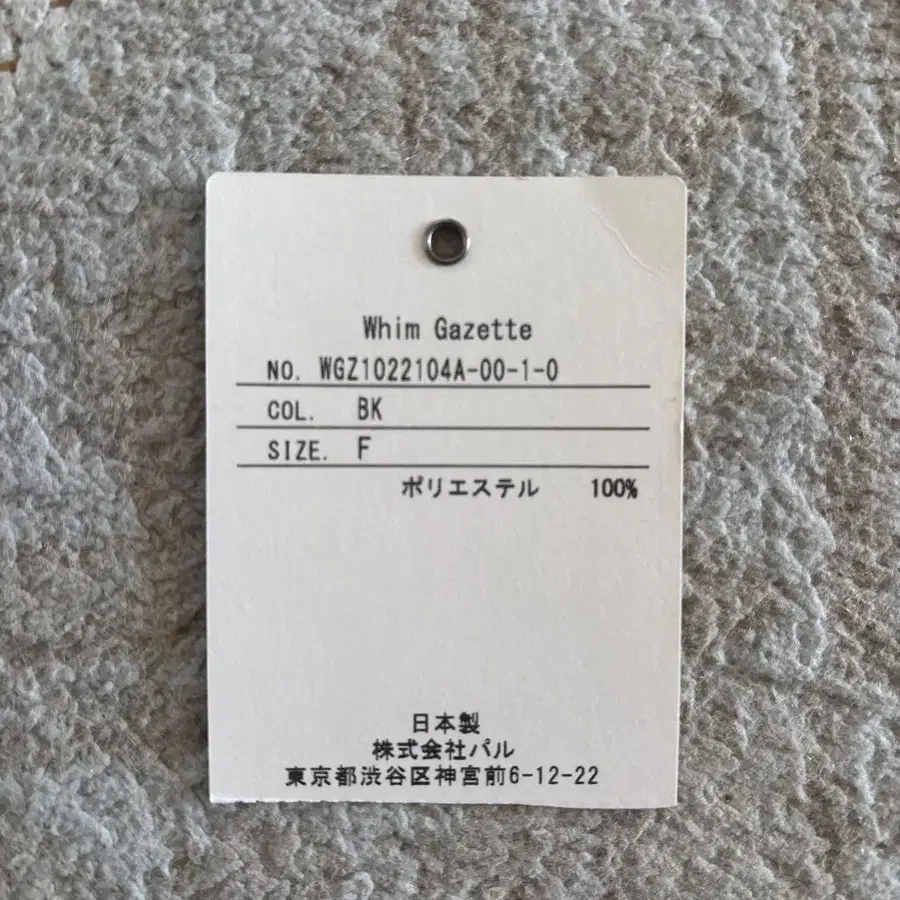 Whim Gazette
NO. WGZ1022104A-00-1-0
COL. BK
SIZE. F
ポリエステル 100%
日本製
株式会社パル
東京都渋谷区神宮前6-12-22